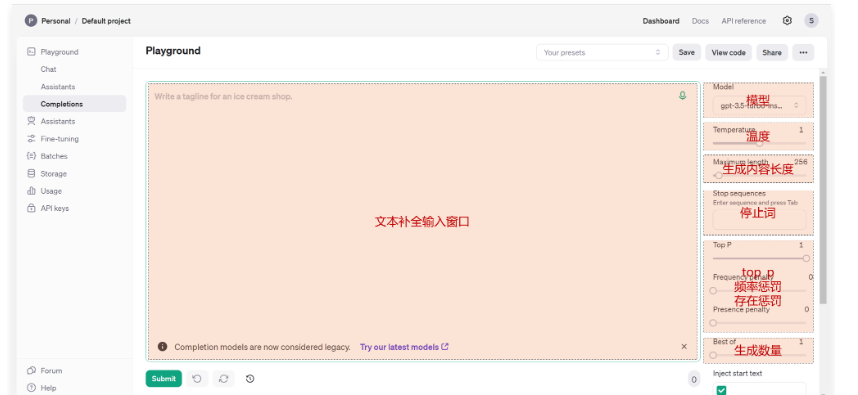 P Personal / Default project
Dashboard Docs API reference S
Playground
Chat
Assistants
Completions
Assistants
Fine-tuning
Batches
Storage
Usage
API keys
Forum
Help
Playground
Your presets
Save
View code
Share
Write a tagline for an ice cream shop.
文本补全输入窗口
Completion models are now considered legacy. Try our latest models
Submit
0
Model
gpt-3.5-turbo-ins...
模型
Temperature 1
温度
Maximum length 256
生成内容长度
Stop sequences
Enter sequence and press Tab
停止词
Top P 1
top_p
Frequency penalty 0
频率惩罚
存在惩罚
Presence penalty 0
Best of 1
生成数量
Inject start text